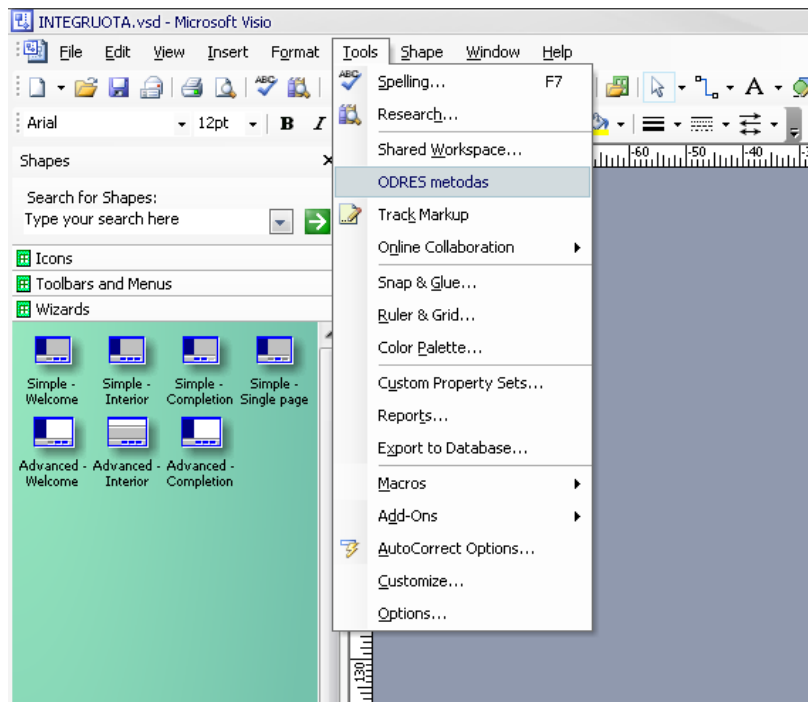 INTEGRUOTA.vsd - Microsoft Visio
File Edit View Insert Format Tools Shape Window Help
ABC
A
Arial 12pt B I
Shapes
Search for Shapes:
Type your search here
Icons
Toolbars and Menus
Wizards
Simple - Welcome
Simple - Interior
Simple - Completion
Simple - Single page
Advanced - Welcome
Advanced - Interior
Advanced - Completion
ABC Spelling... F7
Research...
Shared Workspace...
ODRES metodas
Track Markup
Online Collaboration
Snap & Glue...
Ruler & Grid...
Color Palette...
Custom Property Sets...
Reports...
Export to Database...
Macros
Add-Ons
AutoCorrect Options...
Customize...
Options...
-60 -50 -40
130